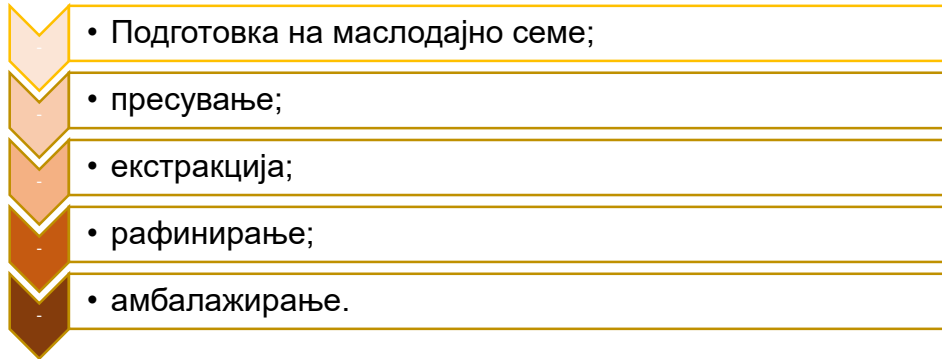 • Подготовка на маслодајно семе;
• пресување;
• екстракција;
• рафинирање;
• амбалажирање.